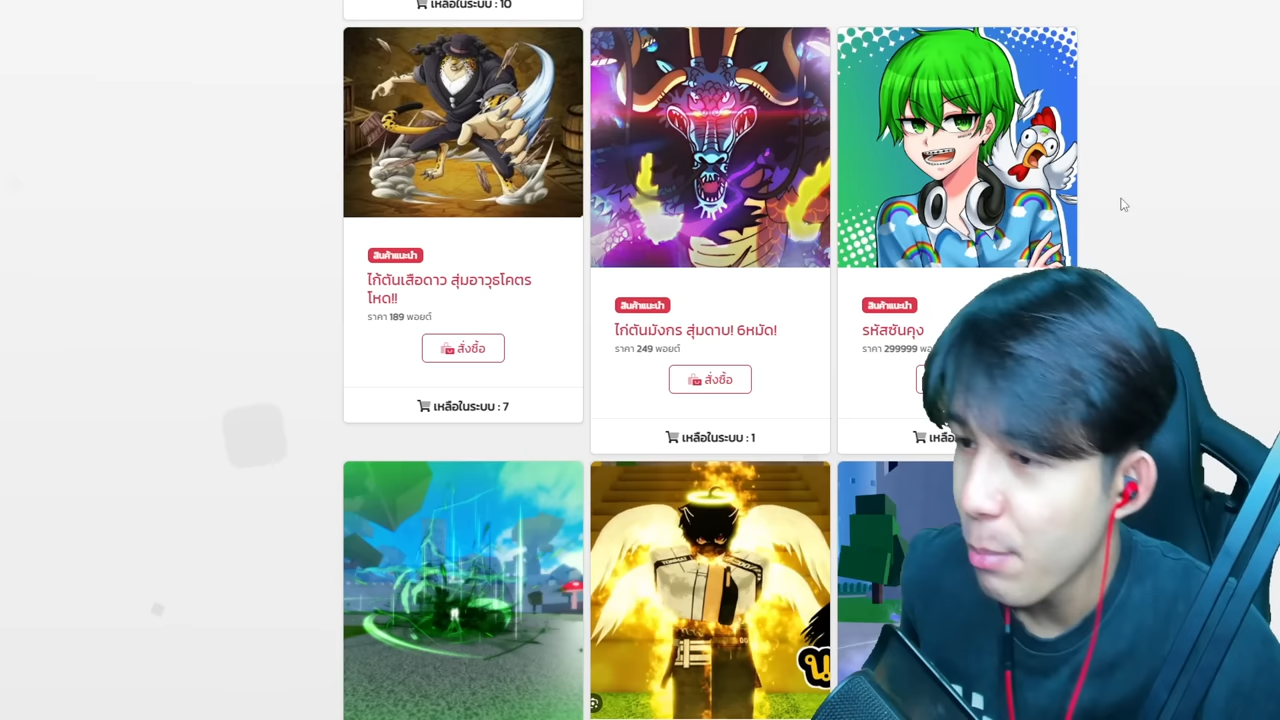 เหลือในระบบ : 10
สินค้าแนะนำ
ไก้ตันเสือดาว สุ่มอาวุธโคตร
โหด!!
ราคา 189 พอยต์
สั่งซื้อ
เหลือในระบบ : 7
สินค้าแนะนำ
ไก่ตันมังกร สุ่มดาบ! 6หมัด!
ราคา 249 พอยต์
สั่งซื้อ
เหลือในระบบ : 1
สินค้าแนะนำ
รหัสซันคุง
ราคา 299999